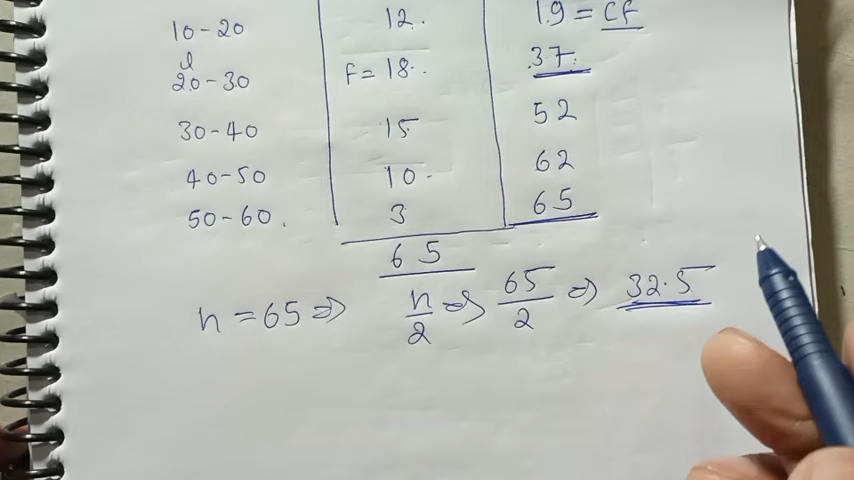 10-20 12. 19 = CF
l
20-30 F= 18. 37.
30-40 15 52
40-50 10. 62
50-60. 3 65
65
n = 65 ⇒ n/2 ⇒ 65/2 ⇒ 32.5